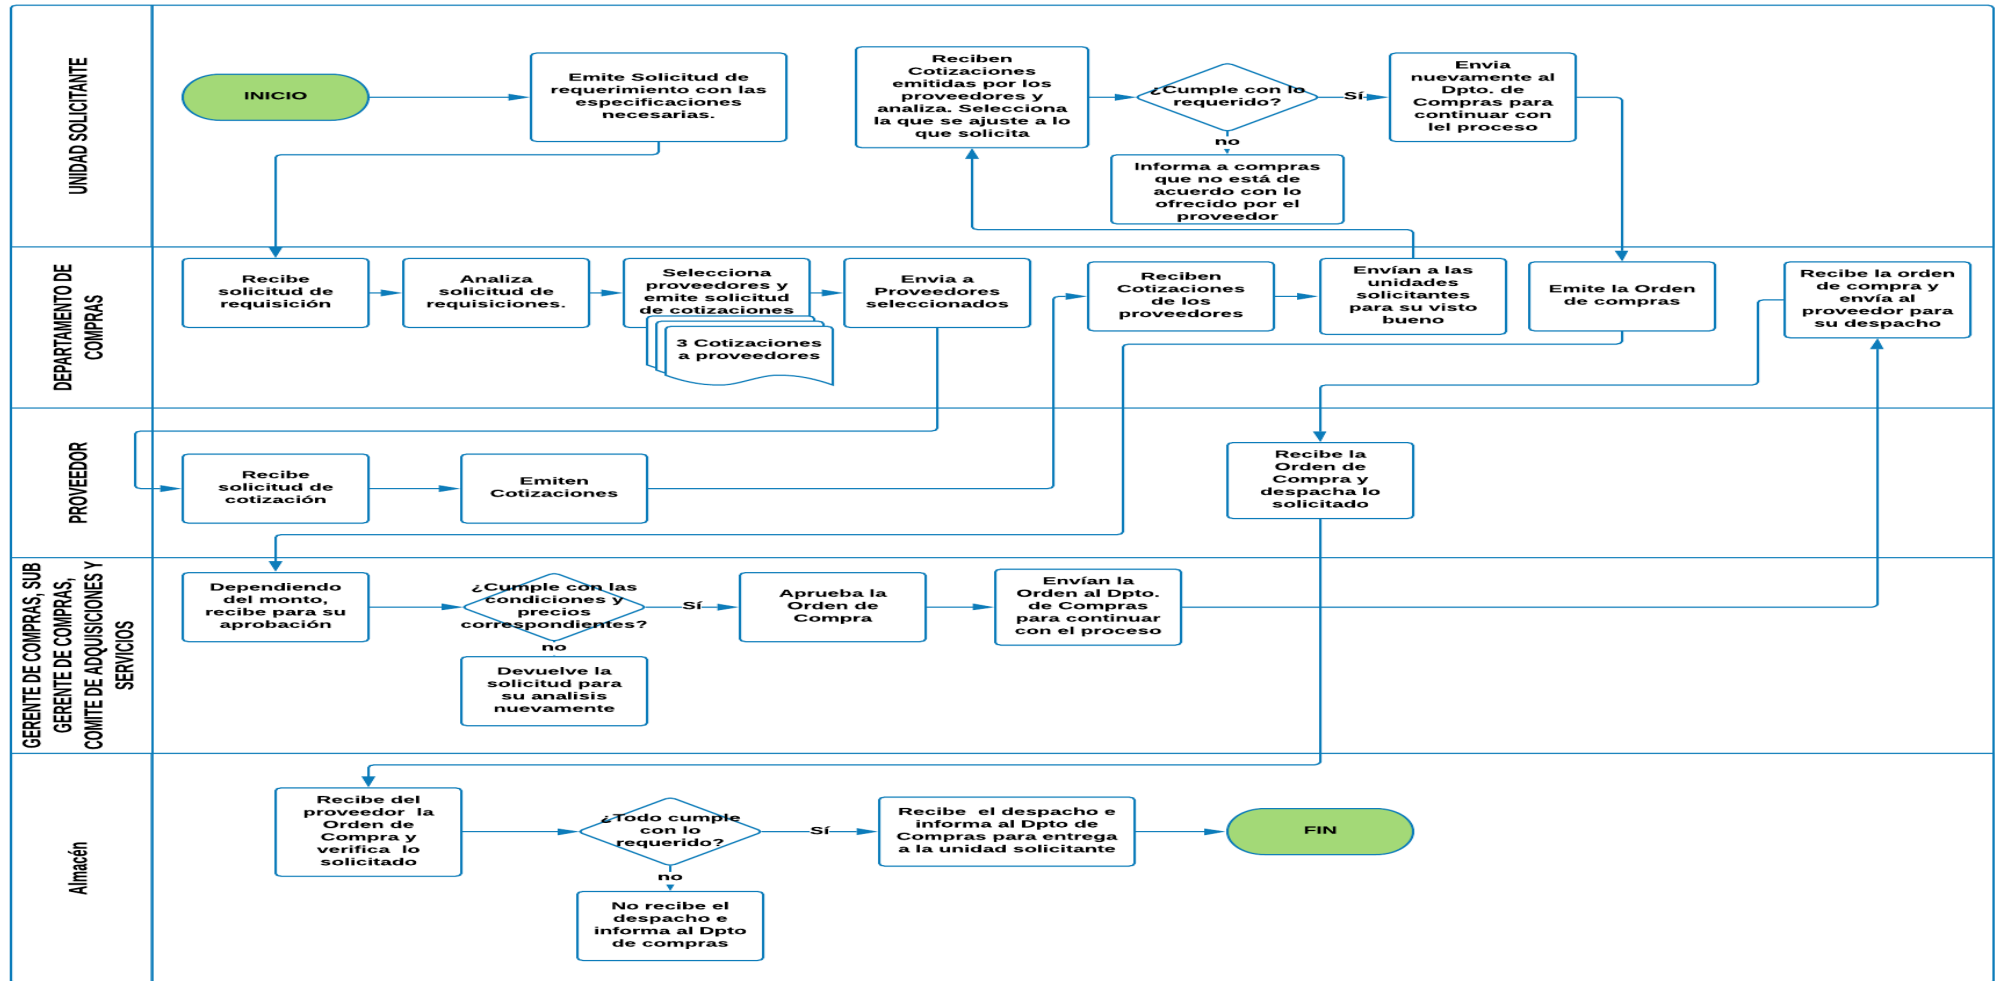 UNIDAD SOLICITANTE
INICIO
Emite Solicitud de
requerimiento con las
especificaciones
necesarias.
Reciben
Cotizaciones
emitidas por los
proveedores y
analiza. Selecciona
la que se ajuste a lo
que solicita
¿Cumple con lo
requerido?
Sí
no
Envia
nuevamente al
Dpto. de
Compras para
continuar con
lel proceso
Informa a compras
que no está de
acuerdo con lo
ofrecido por el
proveedor
DEPARTAMENTO DE
COMPRAS
Recibe
solicitud de
requisición
Analiza
solicitud de
requisiciones.
Selecciona
proveedores y
emite solicitud
de cotizaciones
3 Cotizaciones
a proveedores
Envia a
Proveedores
seleccionados
Reciben
Cotizaciones
de los
proveedores
Envían a las
unidades
solicitantes
para su visto
bueno
Emite la Orden
de compras
Recibe la orden
de compra y
envía al
proveedor para
su despacho
PROVEEDOR
Recibe
solicitud de
cotización
Emiten
Cotizaciones
Recibe la
Orden de
Compra y
despacha lo
solicitado
GERENTE DE COMPRAS, SUB
GERENTE DE COMPRAS,
COMITE DE ADQUISICIONES Y
SERVICIOS
Dependiendo
del monto,
recibe para su
aprobación
¿Cumple con las
condiciones y
precios
correspondientes?
Sí
no
Aprueba la
Orden de
Compra
Envían la
Orden al Dpto.
de Compras
para continuar
con el proceso
Devuelve la
solicitud para
su analisis
nuevamente
Almacén
Recibe del
proveedor la
Orden de
Compra y
verifica lo
solicitado
¿Todo cumple
con lo
requerido?
Sí
no
Recibe el despacho e
informa al Dpto de
Compras para entrega
a la unidad solicitante
FIN
No recibe el
despacho e
informa al Dpto
de compras